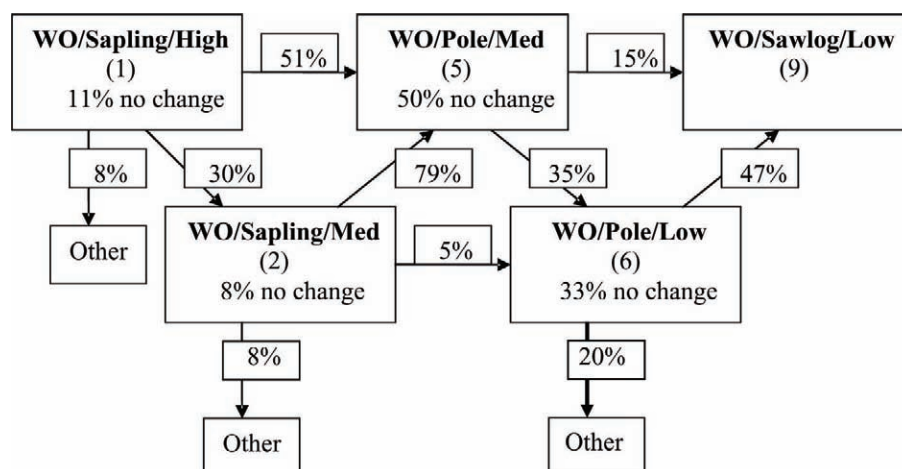 WO/Sapling/High
(1)
11% no change
51%
WO/Pole/Med
(5)
50% no change
15%
WO/Sawlog/Low
(9)
8%
30%
79%
35%
47%
Other
WO/Sapling/Med
(2)
8% no change
5%
WO/Pole/Low
(6)
33% no change
8%
20%
Other
Other